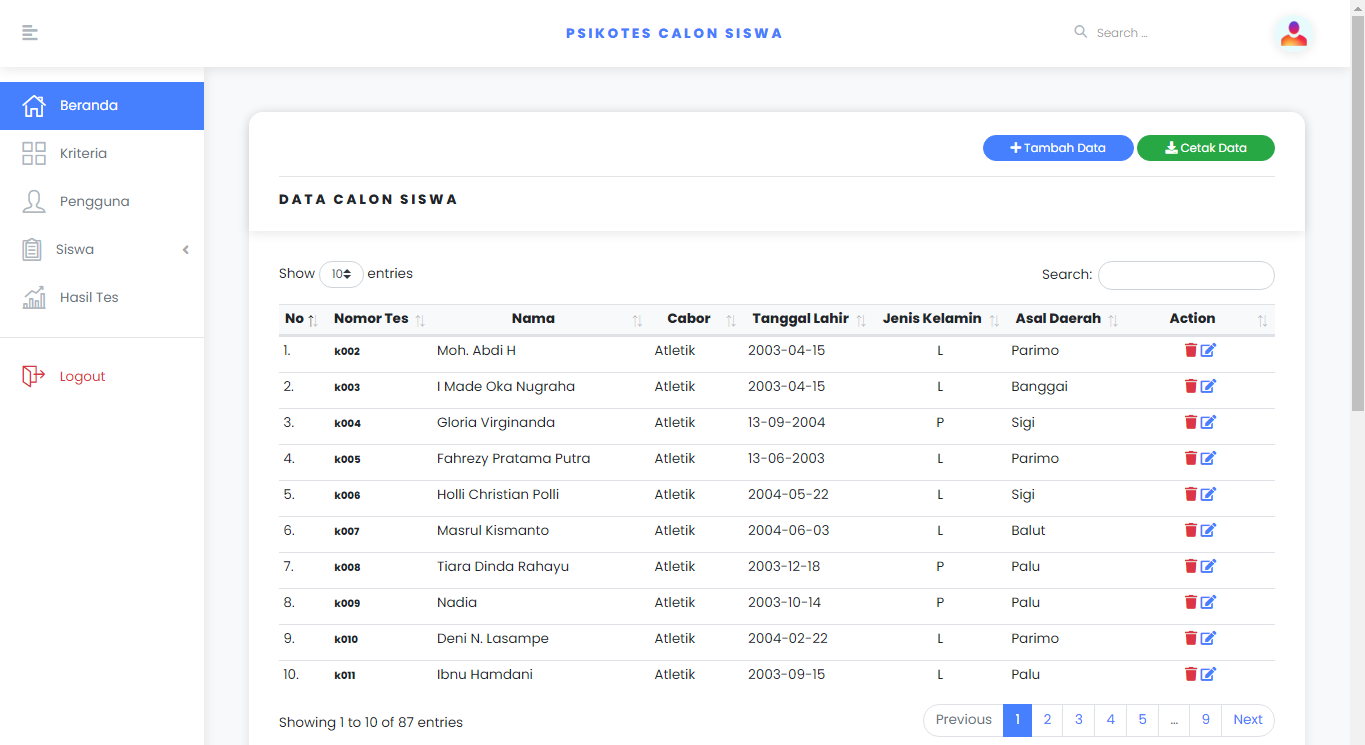 PSIKOTES CALON SISWA
Search ...
Beranda
Kriteria
Pengguna
Siswa
Hasil Tes
Logout
Tambah Data Cetak Data
DATA CALON SISWA
Show 10 entries Search:
No Nomor Tes Nama Cabor Tanggal Lahir Jenis Kelamin Asal Daerah Action
1. k002 Moh. Abdi H Atletik 2003-04-15 L Parimo
2. k003 I Made Oka Nugraha Atletik 2003-04-15 L Banggai
3. k004 Gloria Virginanda Atletik 13-09-2004 P Sigi
4. k005 Fahrezy Pratama Putra Atletik 13-06-2003 L Parimo
5. k006 Holli Christian Polli Atletik 2004-05-22 L Sigi
6. k007 Masrul Kismanto Atletik 2004-06-03 L Balut
7. k008 Tiara Dinda Rahayu Atletik 2003-12-18 P Palu
8. k009 Nadia Atletik 2003-10-14 P Palu
9. k010 Deni N. Lasampe Atletik 2004-02-22 L Parimo
10. k011 Ibnu Hamdani Atletik 2003-09-15 L Palu
Showing 1 to 10 of 87 entries Previous 1 2 3 4 5 ... 9 Next